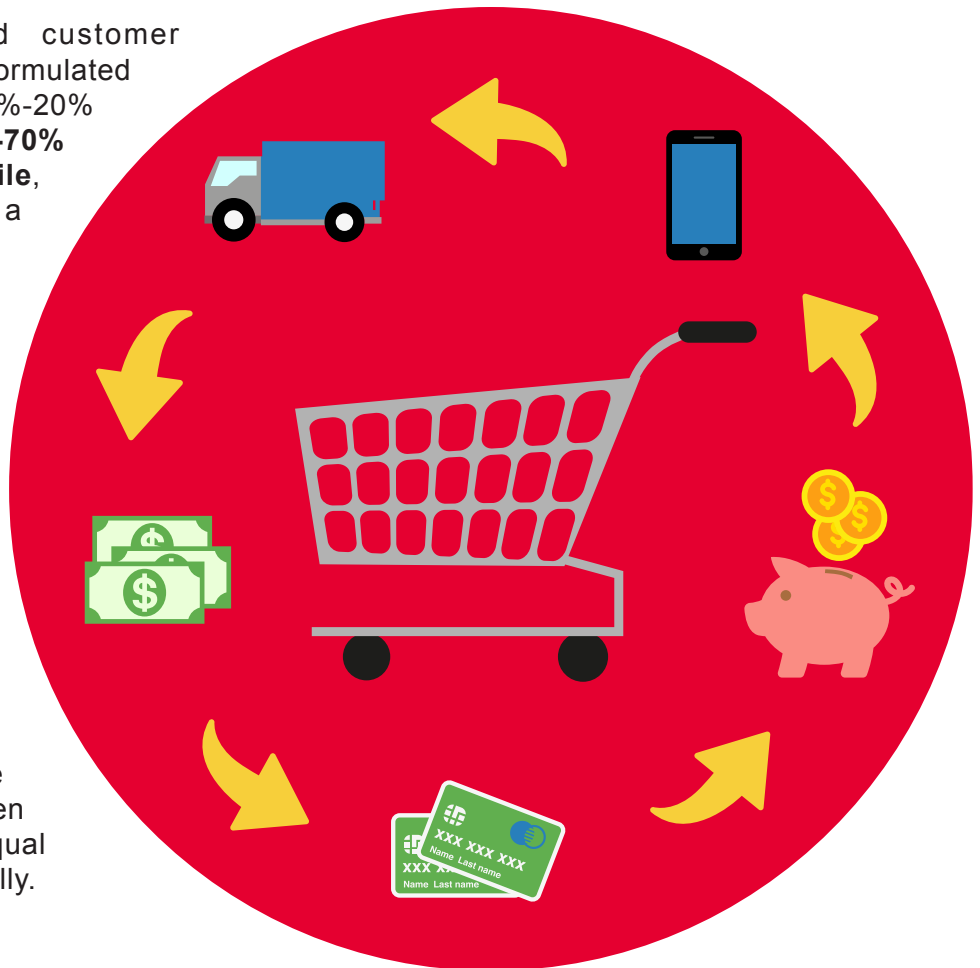 d customer
ormulated
%-20%
-70%
ile,
a
$
$
$
$
$
XXX XXX XXX
Name Last name
XXX
Name Last name
e
en
qual
lly.